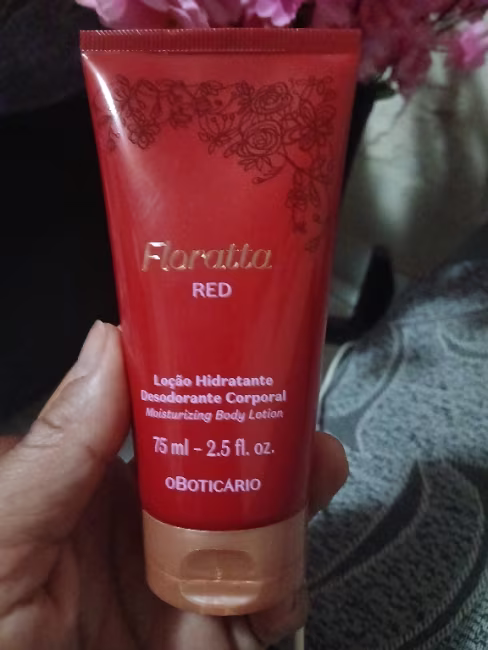 Floratta
RED
Loção Hidratante
Desodorante Corporal
Moisturizing Body Lotion
75 ml - 2.5 fl. oz.
oBOTICÁRIO